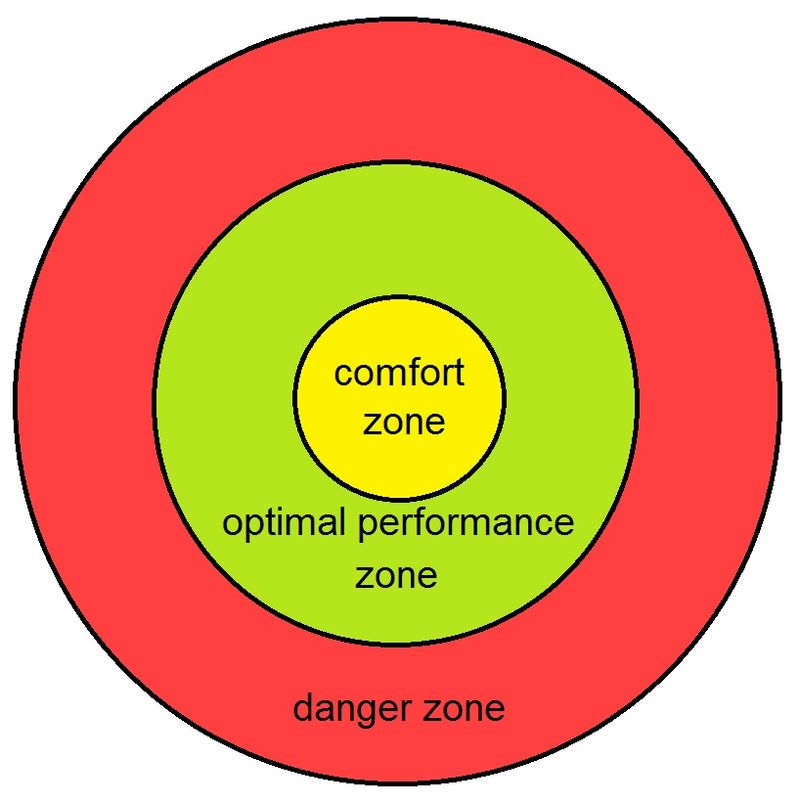 comfort
zone
optimal performance
zone
danger zone